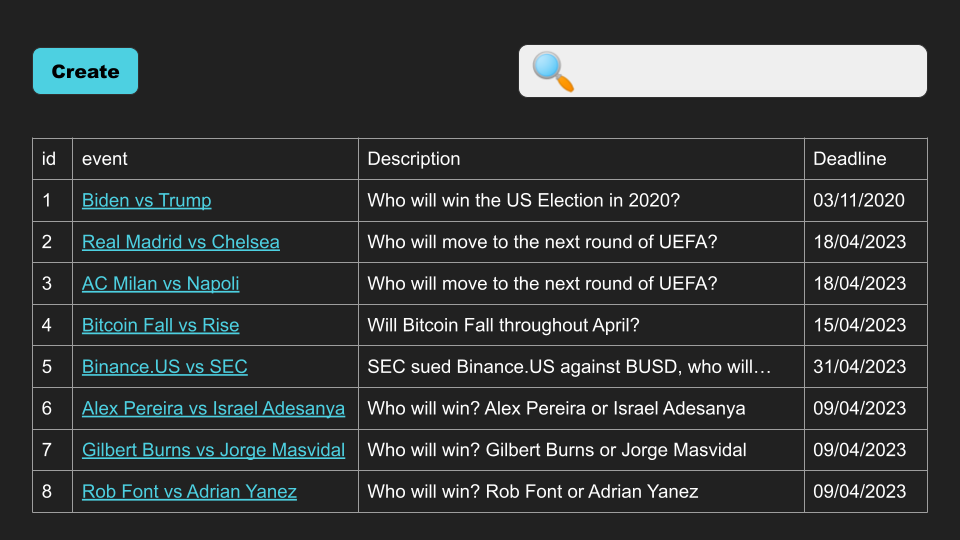 Create
id event Description Deadline
1 Biden vs Trump Who will win the US Election in 2020? 03/11/2020
2 Real Madrid vs Chelsea Who will move to the next round of UEFA? 18/04/2023
3 AC Milan vs Napoli Who will move to the next round of UEFA? 18/04/2023
4 Bitcoin Fall vs Rise Will Bitcoin Fall throughout April? 15/04/2023
5 Binance.US vs SEC SEC sued Binance.US against BUSD, who will… 31/04/2023
6 Alex Pereira vs Israel Adesanya Who will win? Alex Pereira or Israel Adesanya 09/04/2023
7 Gilbert Burns vs Jorge Masvidal Who will win? Gilbert Burns or Jorge Masvidal 09/04/2023
8 Rob Font vs Adrian Yanez Who will win? Rob Font or Adrian Yanez 09/04/2023